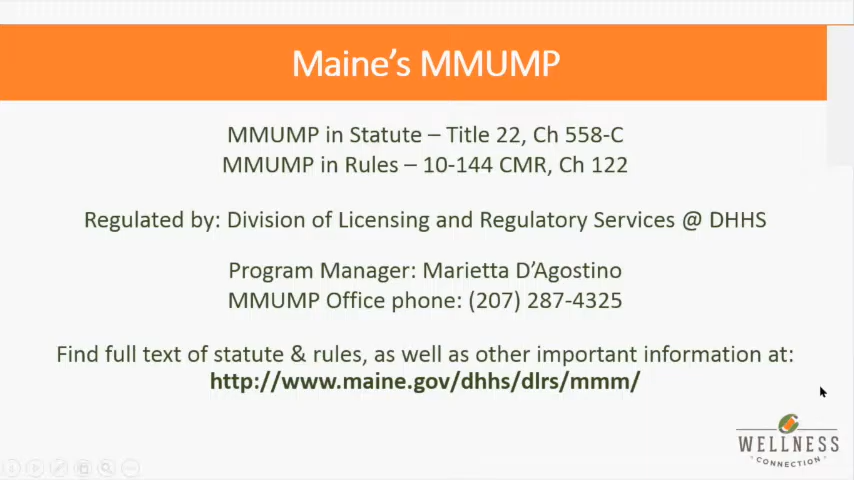 Maine's MMUMP
MMUMP in Statute – Title 22, Ch 558-C
MMUMP in Rules – 10-144 CMR, Ch 122
Regulated by: Division of Licensing and Regulatory Services @ DHHS
Program Manager: Marietta D'Agostino
MMUMP Office phone: (207) 287-4325
Find full text of statute & rules, as well as other important information at:
http://www.maine.gov/dhhs/dlrs/mmm/
WELLNESS
CONNECTION